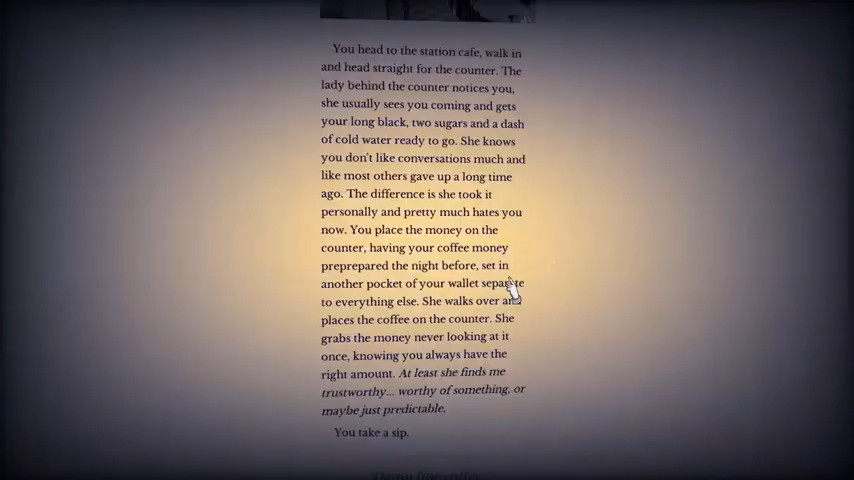 You head to the station cafe, walk in
and head straight for the counter. The
lady behind the counter notices you,
she usually sees you coming and gets
your long black, two sugars and a dash
of cold water ready to go. She knows
you don't like conversations much and
like most others gave up a long time
ago. The difference is she took it
personally and pretty much hates you
now. You place the money on the
counter, having your coffee money
preprepared the night before, set in
another pocket of your wallet separate
to everything else. She walks over and
places the coffee on the counter. She
grabs the money never looking at it
once, knowing you always have the
right amount. At least she finds me
trustworthy... worthy of something, or
maybe just predictable.
You take a sip.